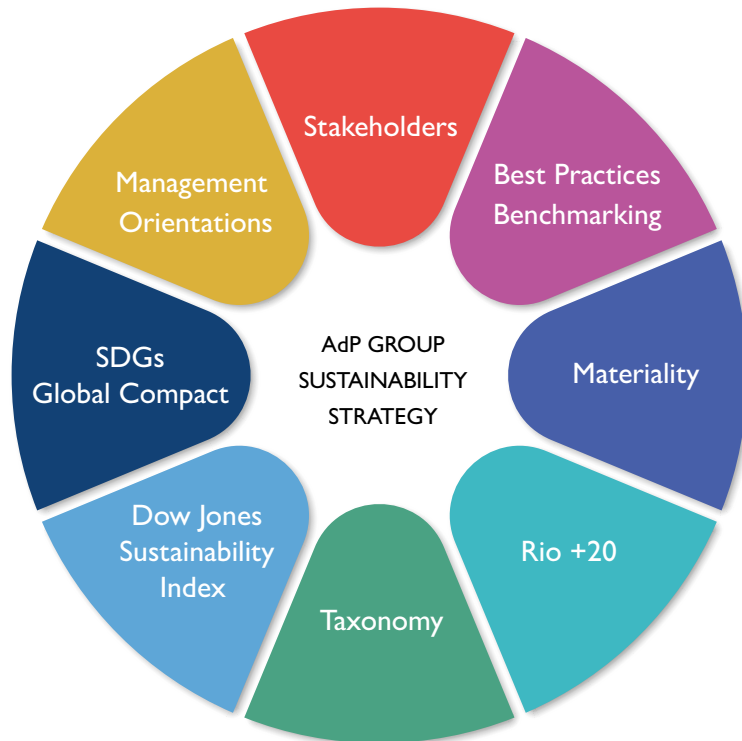 Stakeholders
Best Practices
Benchmarking
Materiality
Rio +20
Taxonomy
Dow Jones
Sustainability
Index
SDGs
Global Compact
Management
Orientations
AdP GROUP
SUSTAINABILITY
STRATEGY